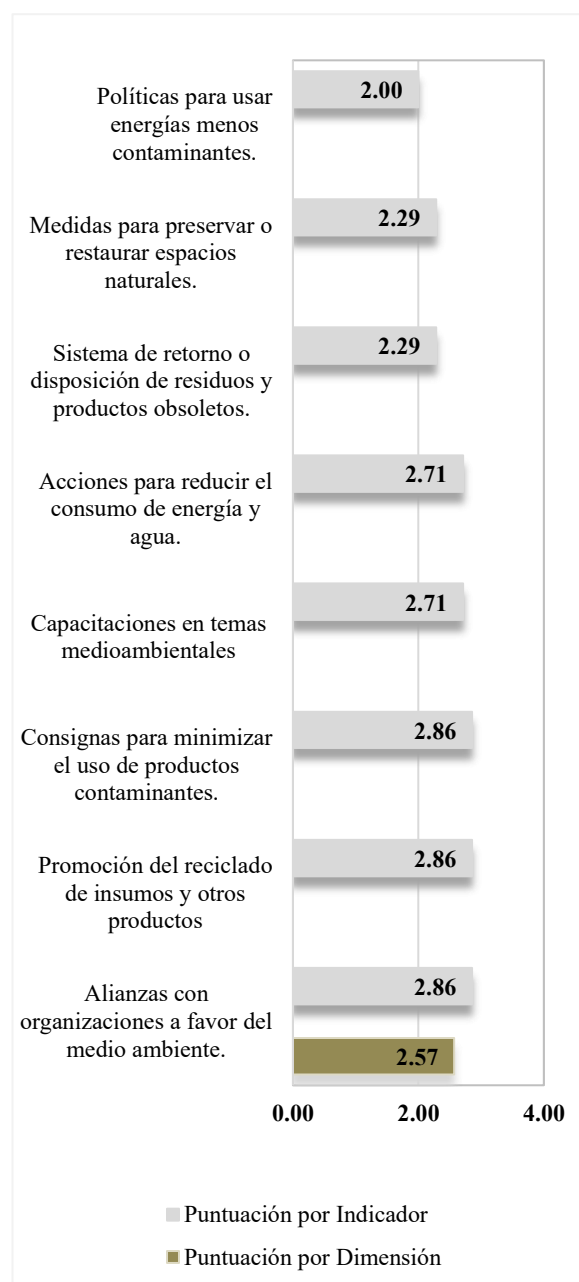 Políticas para usar
energías menos
contaminantes.
2.00
Medidas para preservar o
restaurar espacios
naturales.
2.29
Sistema de retorno o
disposición de residuos y
productos obsoletos.
2.29
Acciones para reducir el
consumo de energía y
agua.
2.71
Capacitaciones en temas
medioambientales
2.71
Consignas para minimizar
el uso de productos
contaminantes.
2.86
Promoción del reciclado
de insumos y otros
productos
2.86
Alianzas con
organizaciones a favor del
medio ambiente.
2.86
2.57
0.00 2.00 4.00
Puntuación por Indicador
Puntuación por Dimensión